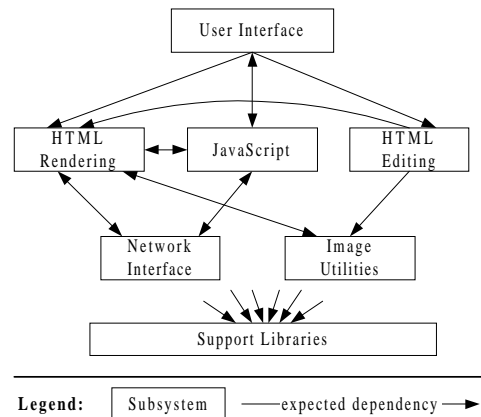 User Interface
HTML
Rendering
JavaScript
HTML
Editing
Network
Interface
Image
Utilities
Support Libraries
Legend: Subsystem expected dependency